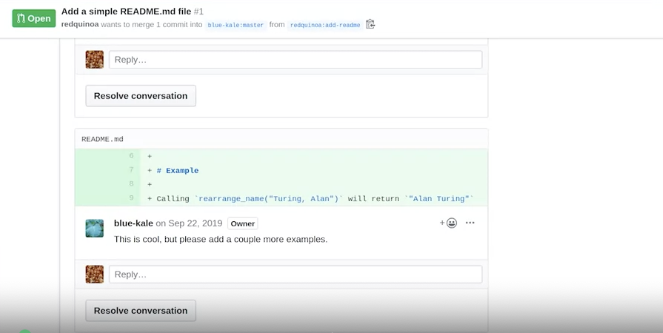 Open
Add a simple README.md file #1
redquinoa wants to merge 1 commit into blue-kale:master from redquinoa:add-readme
Reply...
Resolve conversation
README.md
6 +
7 + # Example
8 +
9 + Calling `rearrange_name("Turing, Alan")` will return `"Alan Turing"`
blue-kale on Sep 22, 2019 Owner
This is cool, but please add a couple more examples.
Reply...
Resolve conversation